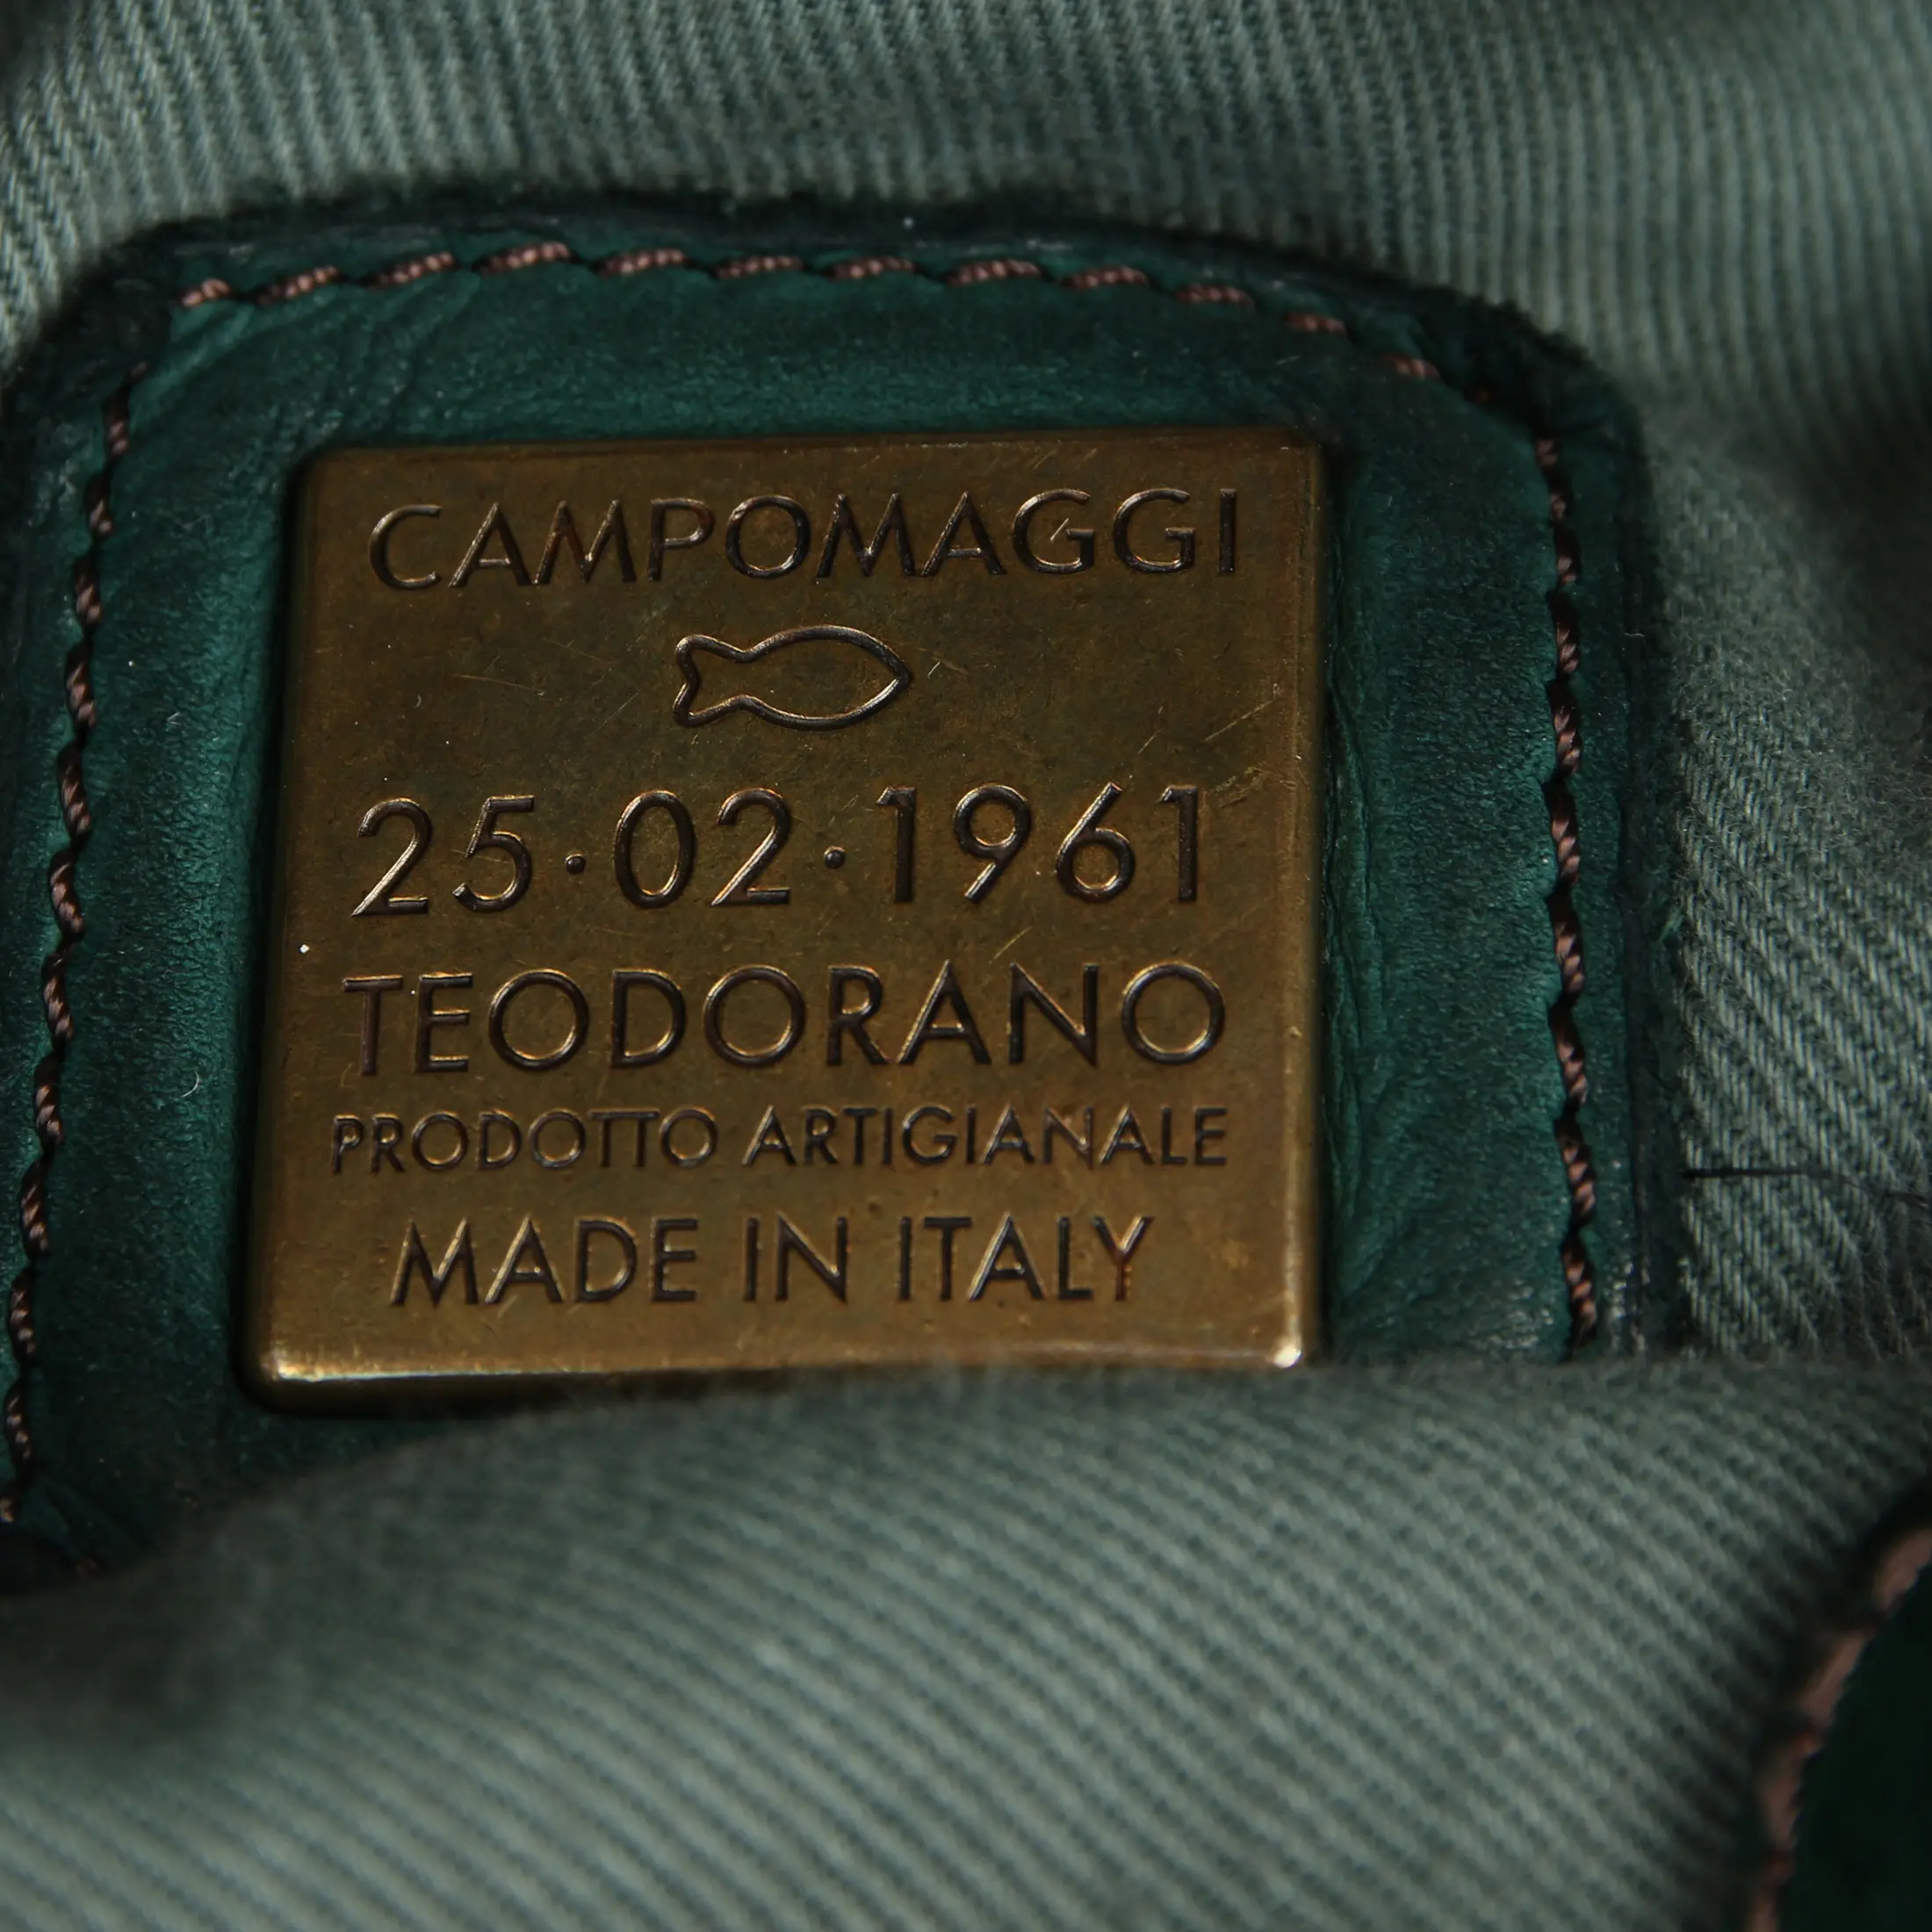 CAMPOMAGGI
25·02·1961
TEODORANO
PRODOTTO ARTIGIANALE
MADE IN ITALY